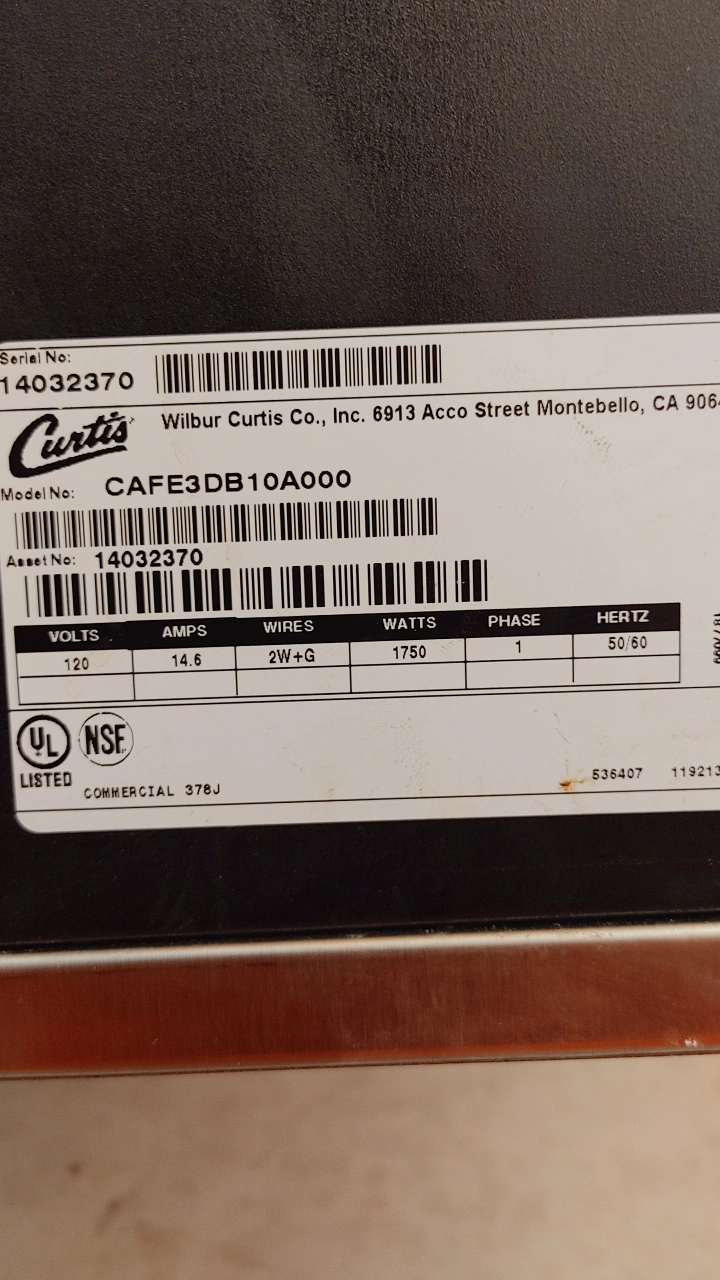 Serial No:
14032370
Curtis
Wilbur Curtis Co., Inc. 6913 Acco Street Montebello, CA 906
Model No: CAFE3DB10A000
Asset No: 14032370
VOLTS AMPS WIRES WATTS PHASE HERTZ
120 14.6 2W+G 1750 1 50/60
UL NSF
LISTED
COMMERCIAL 378J
536407 119213